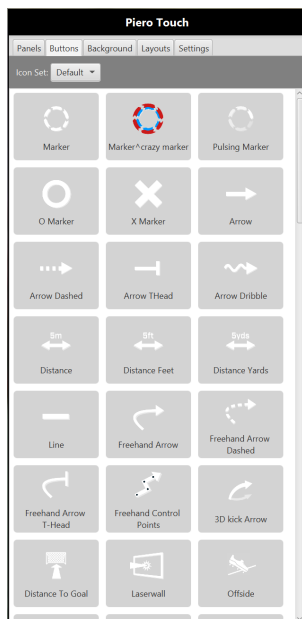 Piero Touch
Panels Buttons Background Layouts Settings
Icon Set: Default
Marker Marker^crazy marker Pulsing Marker
O Marker X Marker Arrow
Arrow Dashed Arrow THead Arrow Dribble
5m 5ft 5yds
Distance Distance Feet Distance Yards
Line Freehand Arrow Freehand Arrow
Dashed
Freehand Arrow Freehand Control 3D kick Arrow
T-Head Points
Distance To Goal Laserwall Offside